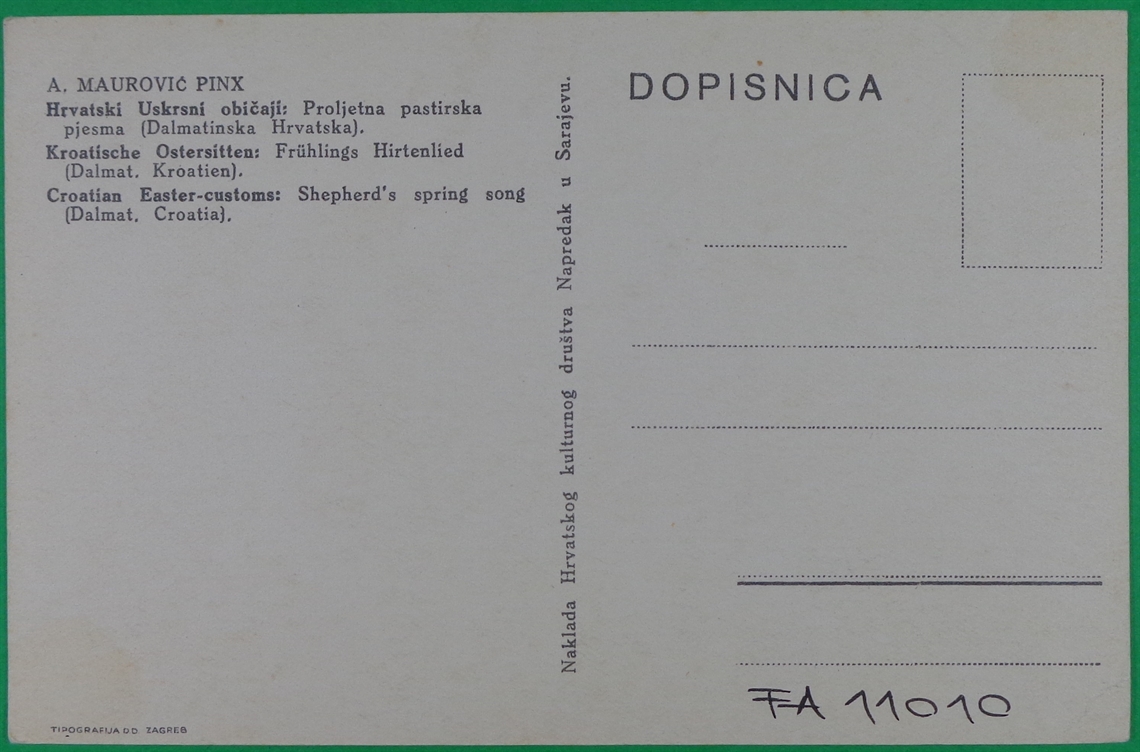 A. MAUROVIĆ PINX
Hrvatski Uskrsni običaji: Proljetna pastirska
pjesma (Dalmatinska Hrvatska).
Kroatische Ostersitten: Frühlings Hirtenlied
(Dalmat. Kroatien).
Croatian Easter-customs: Shepherd's spring song
(Dalmat. Croatia).
TIPOGRAFIJA D D. ZAGREB
Naklada Hrvatskog kulturnog društva Napredak u Sarajevu.
DOPISNICA
FA 11010